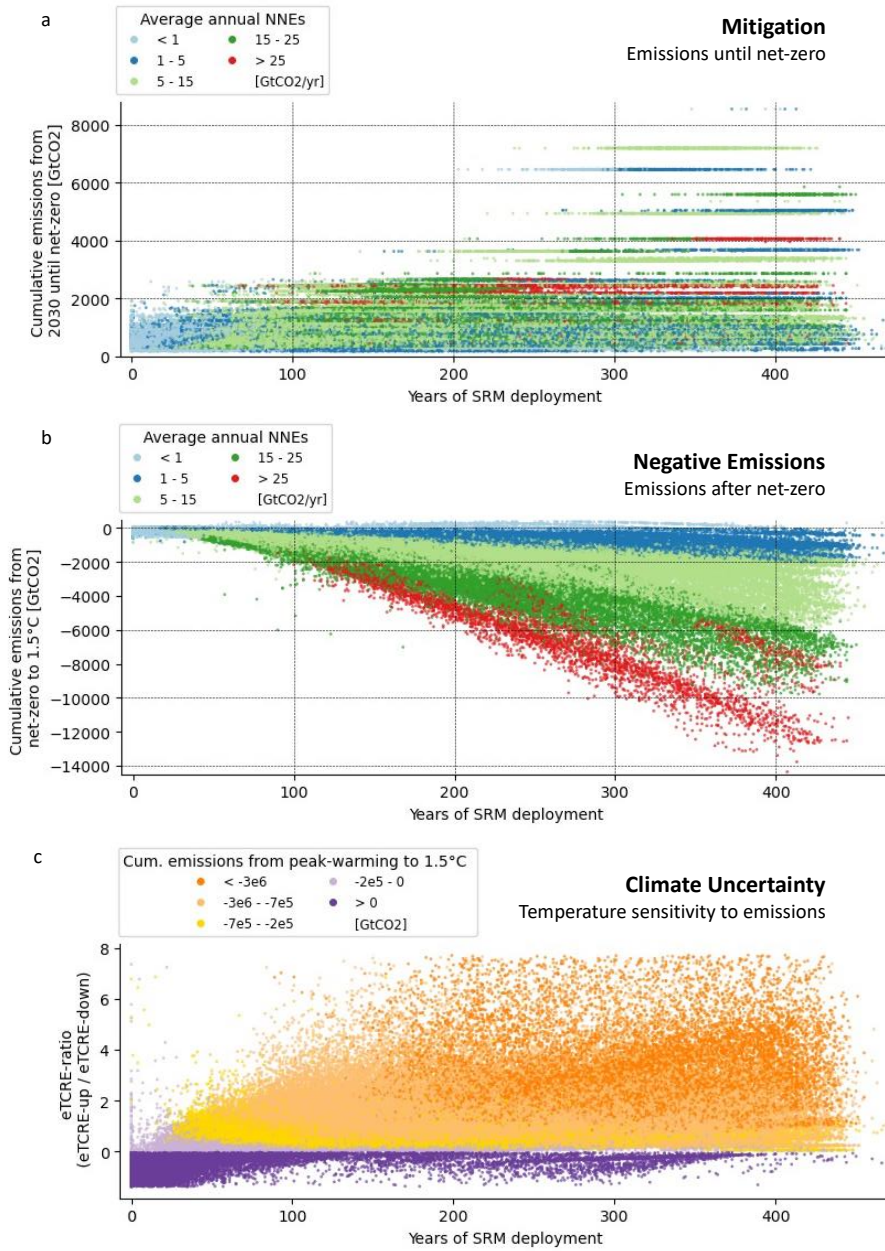 a
Average annual NNEs
< 1
15 - 25
1 - 5
> 25
5 - 15
[GtCO2/yr]
Mitigation
Emissions until net-zero
Cumulative emissions from
2030 until net-zero [GtCO2]
8000
6000
4000
2000
0
0 100 200 300 400
Years of SRM deployment
b
Average annual NNEs
< 1
15 - 25
1 - 5
> 25
5 - 15
[GtCO2/yr]
Negative Emissions
Emissions after net-zero
Cumulative emissions from
net-zero to 1.5°C [GtCO2]
0
−2000
−4000
−6000
−8000
−10000
−12000
−14000
0 100 200 300 400
Years of SRM deployment
c
Cum. emissions from peak-warming to 1.5°C
< -3e6
-2e5 - 0
-3e6 - -7e5
> 0
-7e5 - -2e5
[GtCO2]
Climate Uncertainty
Temperature sensitivity to emissions
eTCRE-ratio
(eTCRE-up / eTCRE-down)
8
6
4
2
0
0 100 200 300 400
Years of SRM deployment